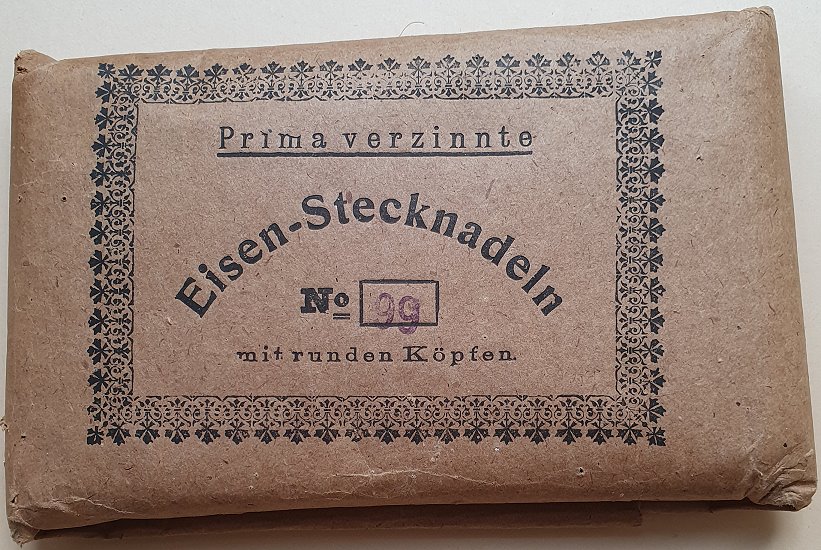 Prima verzinnte
Eisen-Stecknadeln
No 99
mit runden Köpfen.